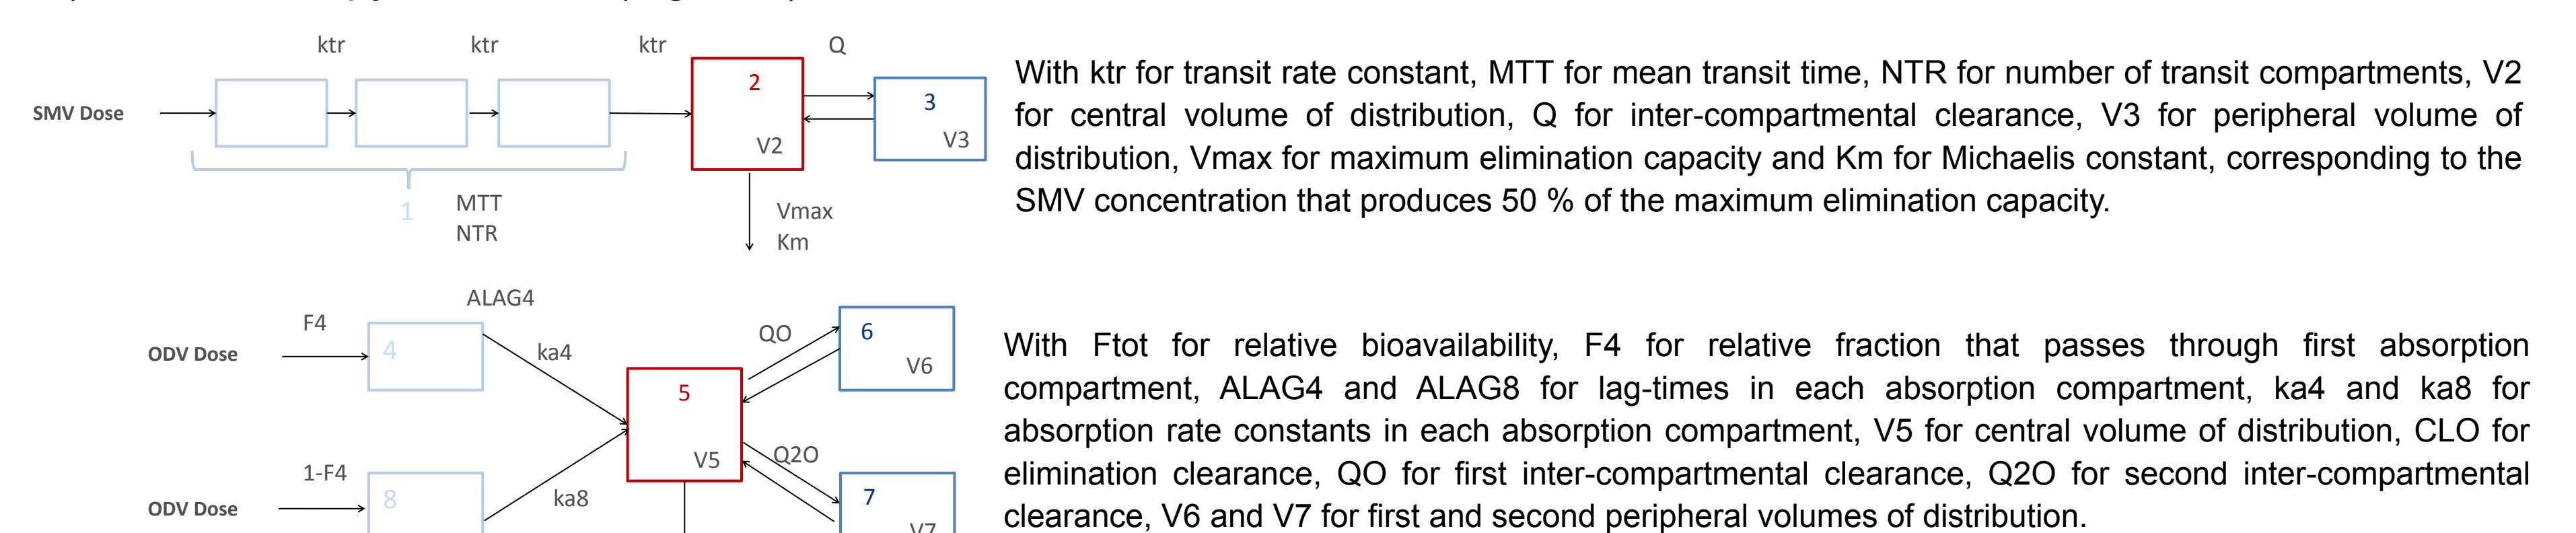 ktr ktr ktr Q
SMV Dose
2
V2
3
V3
1
MTT
NTR
Vmax
Km
With ktr for transit rate constant, MTT for mean transit time, NTR for number of transit compartments, V2
for central volume of distribution, Q for inter-compartmental clearance, V3 for peripheral volume of
distribution, Vmax for maximum elimination capacity and Km for Michaelis constant, corresponding to the
SMV concentration that produces 50 % of the maximum elimination capacity.
ALAG4
F4
ODV Dose
4
ka4
QO
6
V6
5
V5
Q2O
1-F4
ODV Dose
8
ka8
7
V7
With Ftot for relative bioavailability, F4 for relative fraction that passes through first absorption
compartment, ALAG4 and ALAG8 for lag-times in each absorption compartment, ka4 and ka8 for
absorption rate constants in each absorption compartment, V5 for central volume of distribution, CLO for
elimination clearance, QO for first inter-compartmental clearance, Q2O for second inter-compartmental
clearance, V6 and V7 for first and second peripheral volumes of distribution.